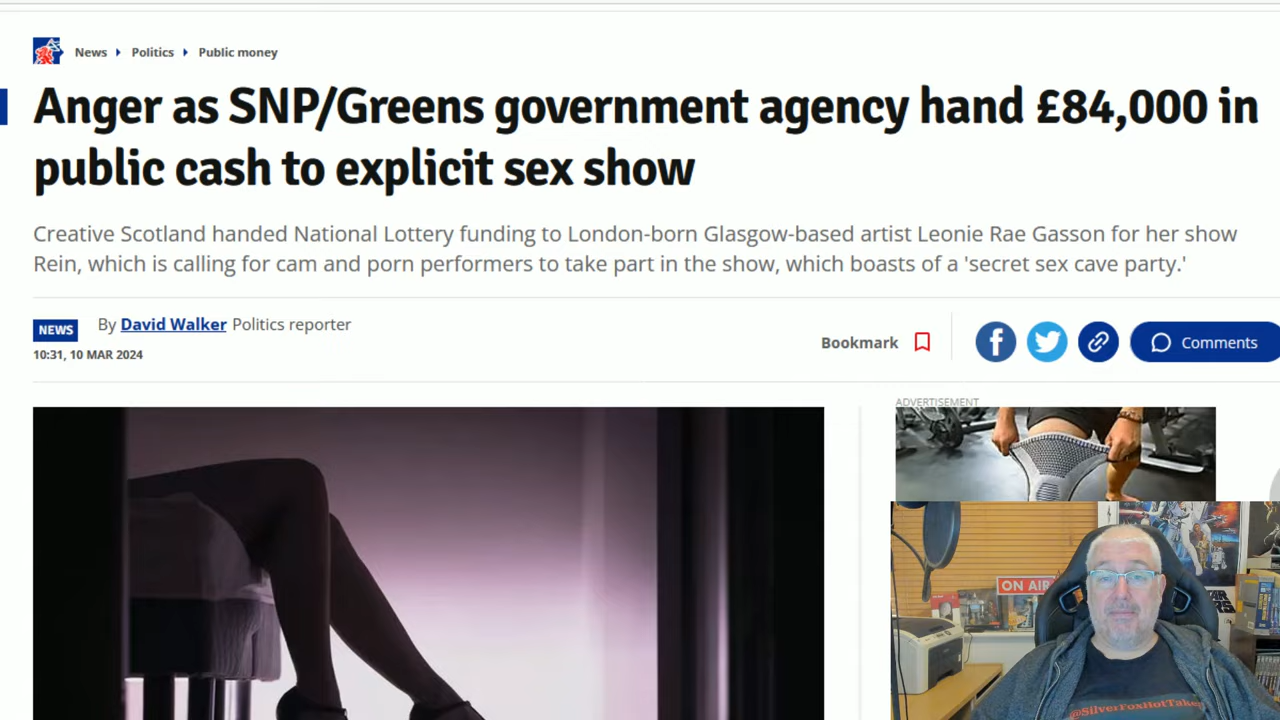 News Politics Public money
Anger as SNP/Greens government agency hand £84,000 in
public cash to explicit sex show
Creative Scotland handed National Lottery funding to London-born Glasgow-based artist Leonie Rae Gasson for her show
Rein, which is calling for cam and porn performers to take part in the show, which boasts of a 'secret sex cave party.'
NEWS By David Walker Politics reporter
10:31, 10 MAR 2024
Bookmark
Comments
ADVERTISEMENT
ON AIR
@SilverFoxHotTakes